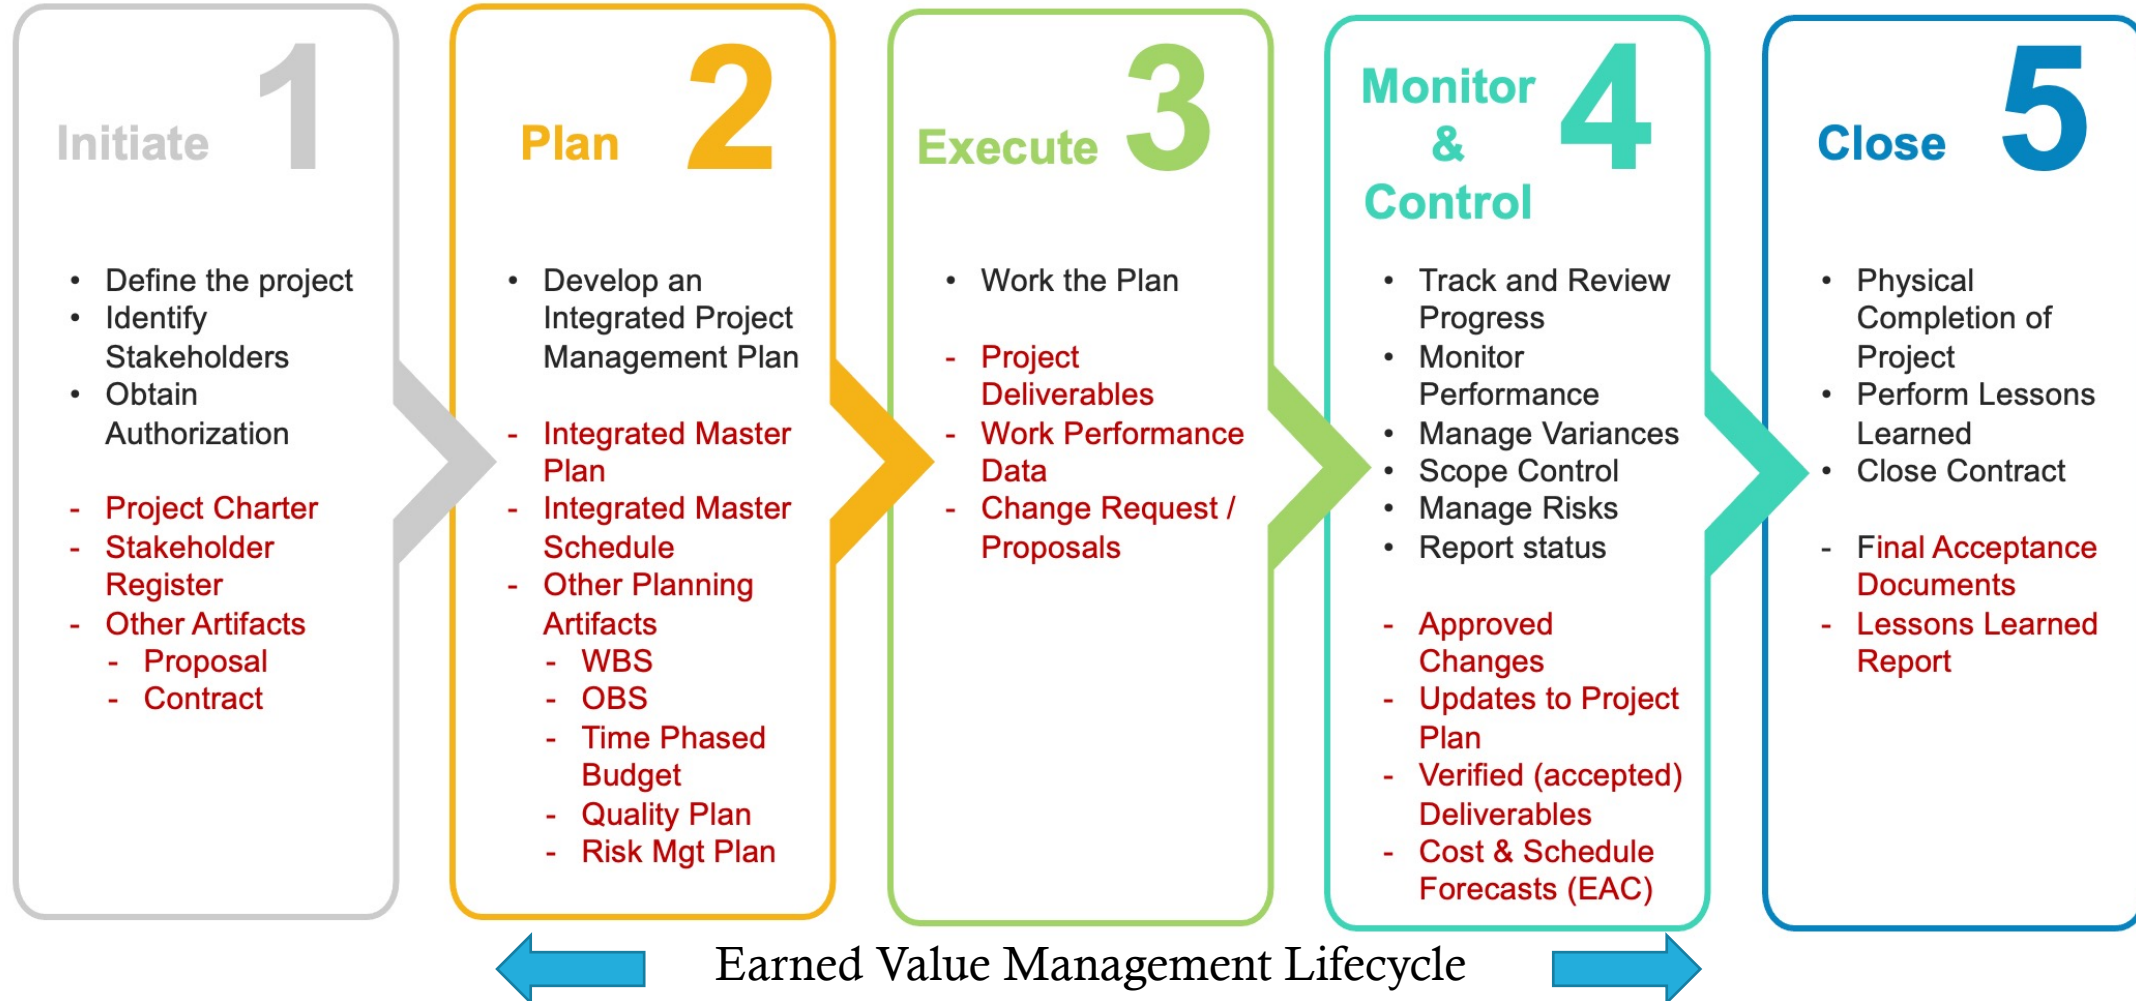 Initiate 1
• Define the project
• Identify
Stakeholders
• Obtain
Authorization
- Project Charter
- Stakeholder
Register
- Other Artifacts
- Proposal
- Contract
Plan 2
• Develop an
Integrated Project
Management Plan
- Integrated Master
Plan
- Integrated Master
Schedule
- Other Planning
Artifacts
- WBS
- OBS
- Time Phased
Budget
- Quality Plan
- Risk Mgt Plan
Execute 3
• Work the Plan
- Project
Deliverables
- Work Performance
Data
- Change Request /
Proposals
Monitor
&
Control
4
• Track and Review
Progress
• Monitor
Performance
• Manage Variances
• Scope Control
• Manage Risks
• Report status
- Approved
Changes
- Updates to Project
Plan
- Verified (accepted)
Deliverables
- Cost & Schedule
Forecasts (EAC)
Close 5
• Physical
Completion of
Project
• Perform Lessons
Learned
• Close Contract
- Final Acceptance
Documents
- Lessons Learned
Report
Earned Value Management Lifecycle